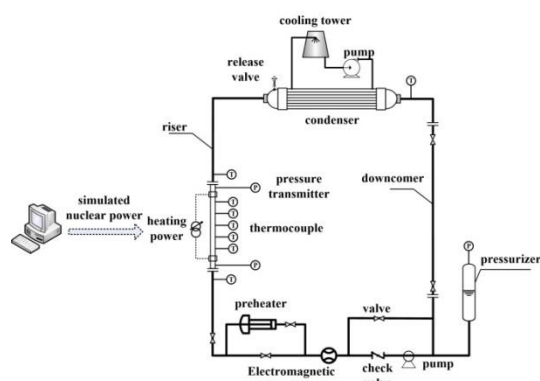 cooling tower
pump
release
valve
T
condenser
riser
T
pressure
transmitter
P
downcomer
simulated
nuclear power
heating
power
T
T
T
T
T
thermocouple
P
pressurizer
P
T
preheater
valve
Electromagnetic
check
pump